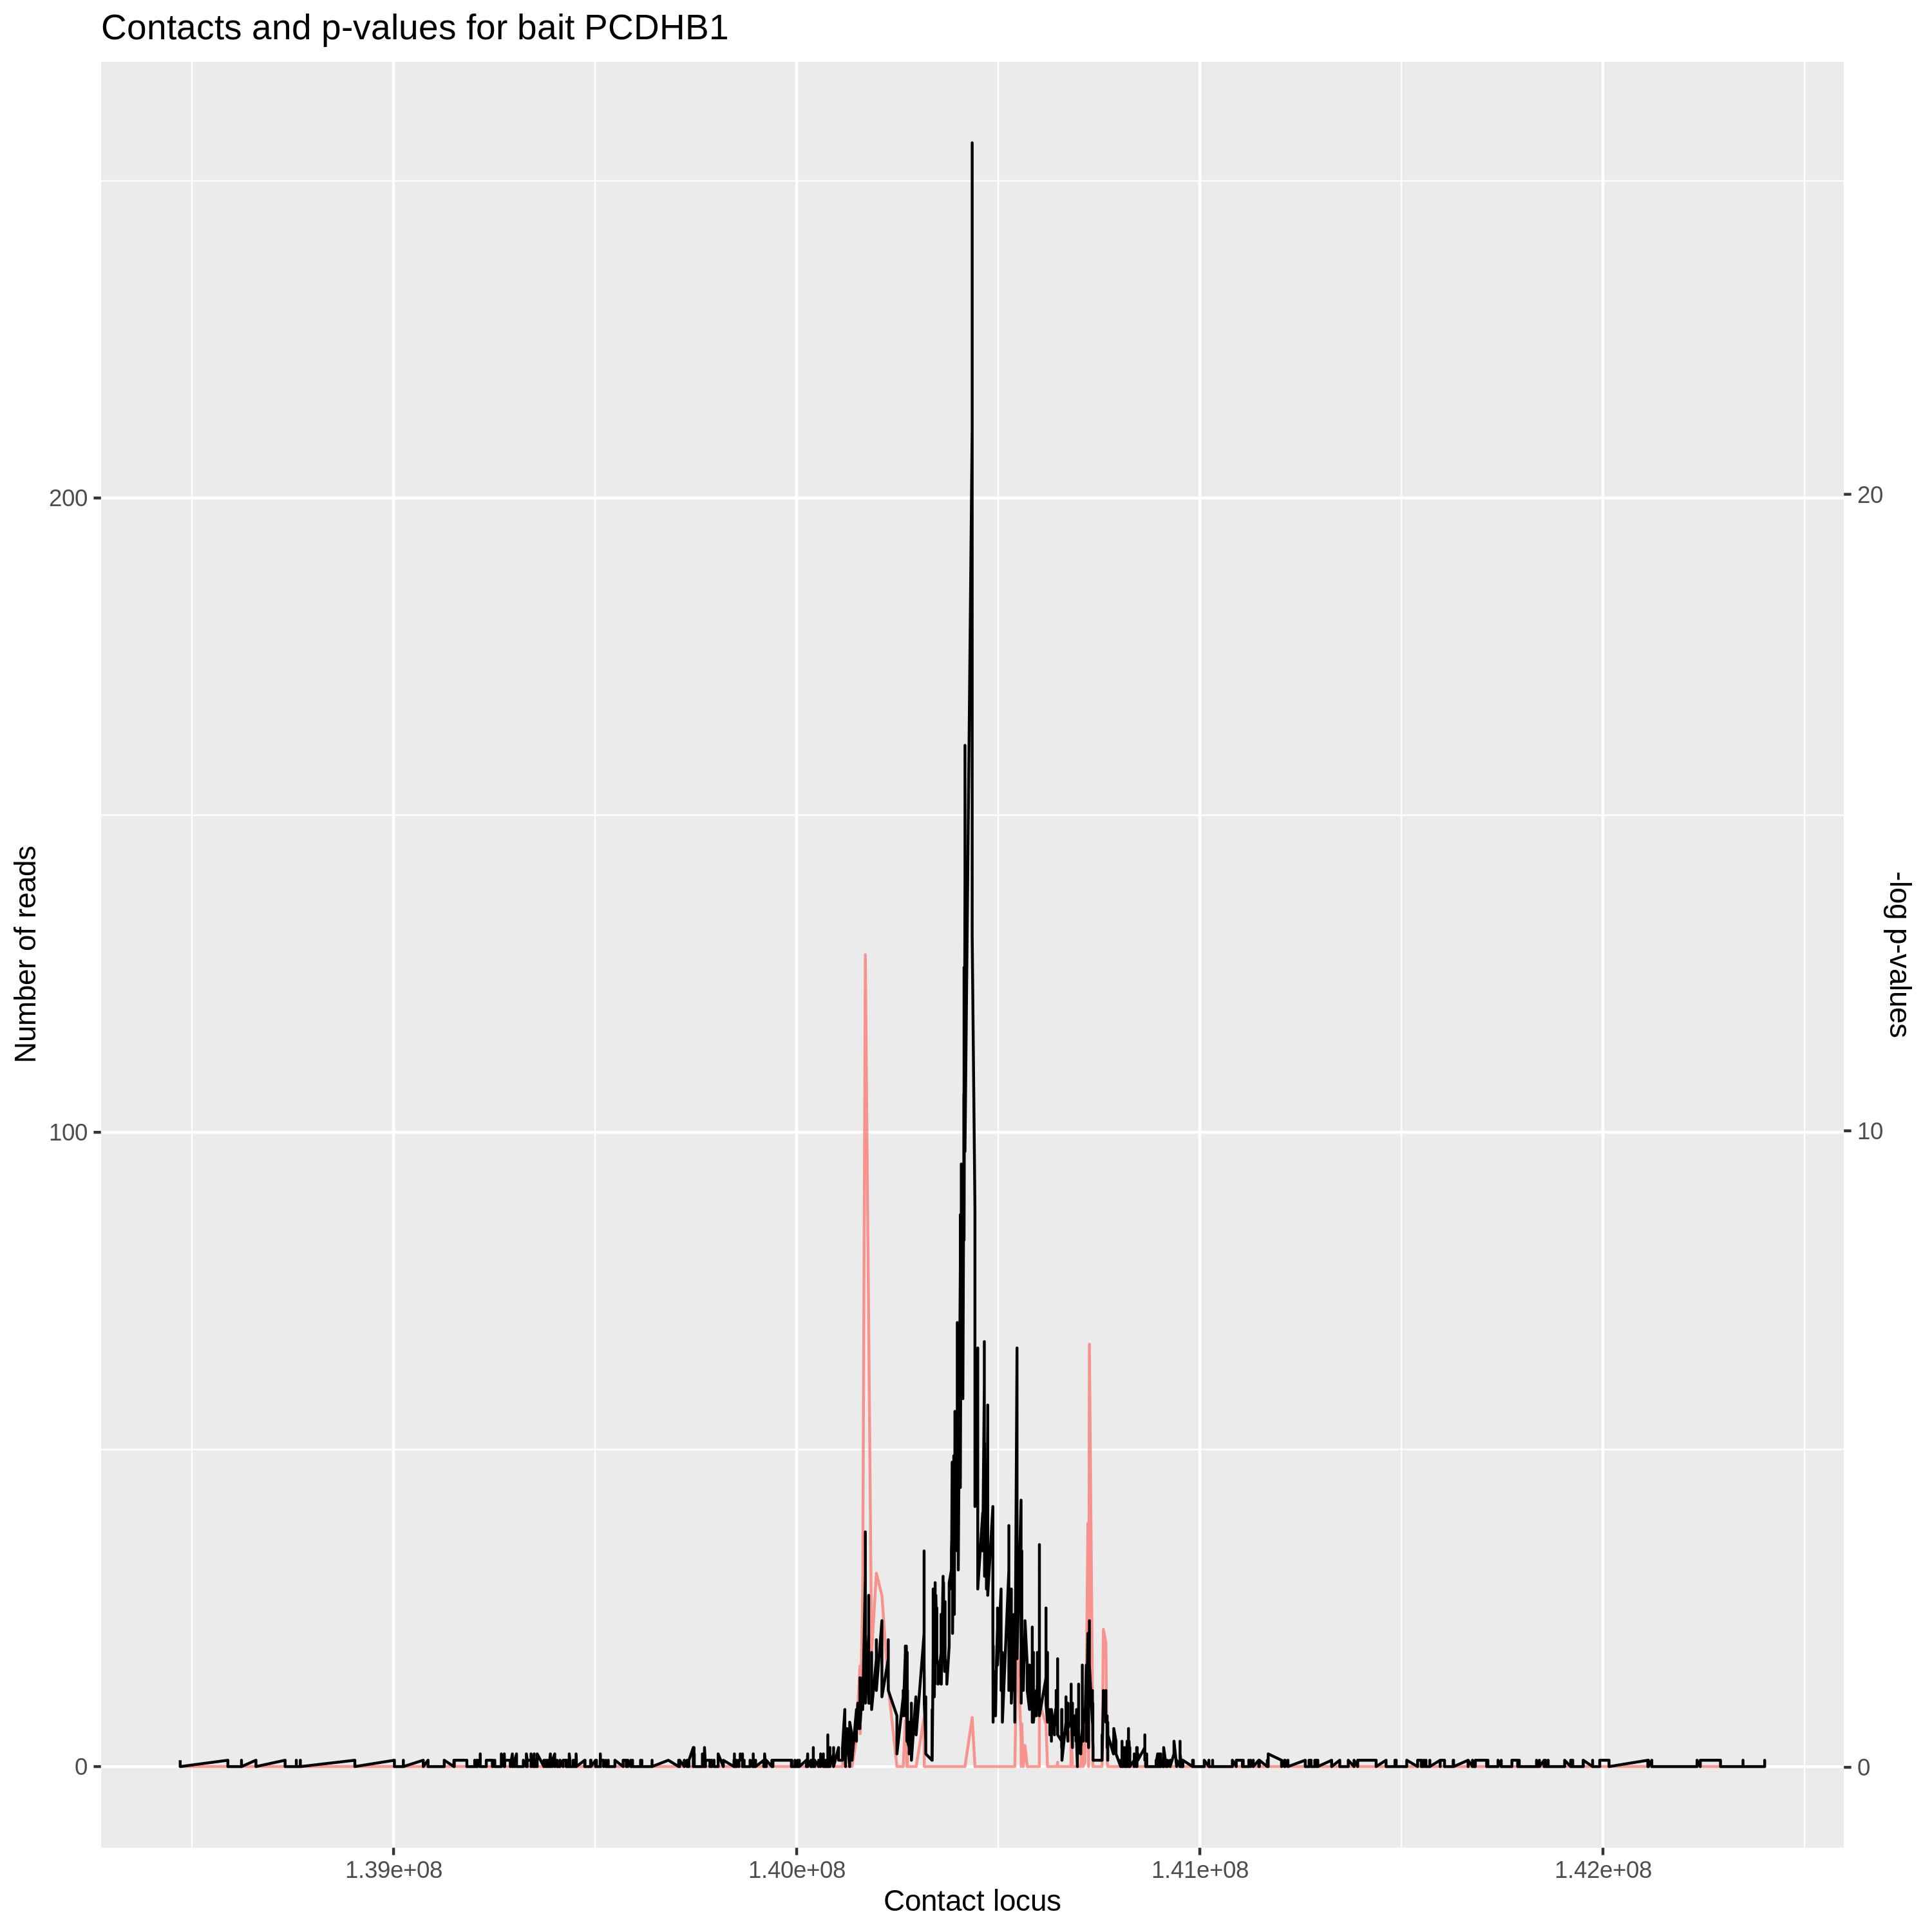 Contacts and p-values for bait PCDHB1
Number of reads
200
100
0
20
10
0
-log p-values
1.39e+08
1.40e+08
1.41e+08
1.42e+08
Contact locus